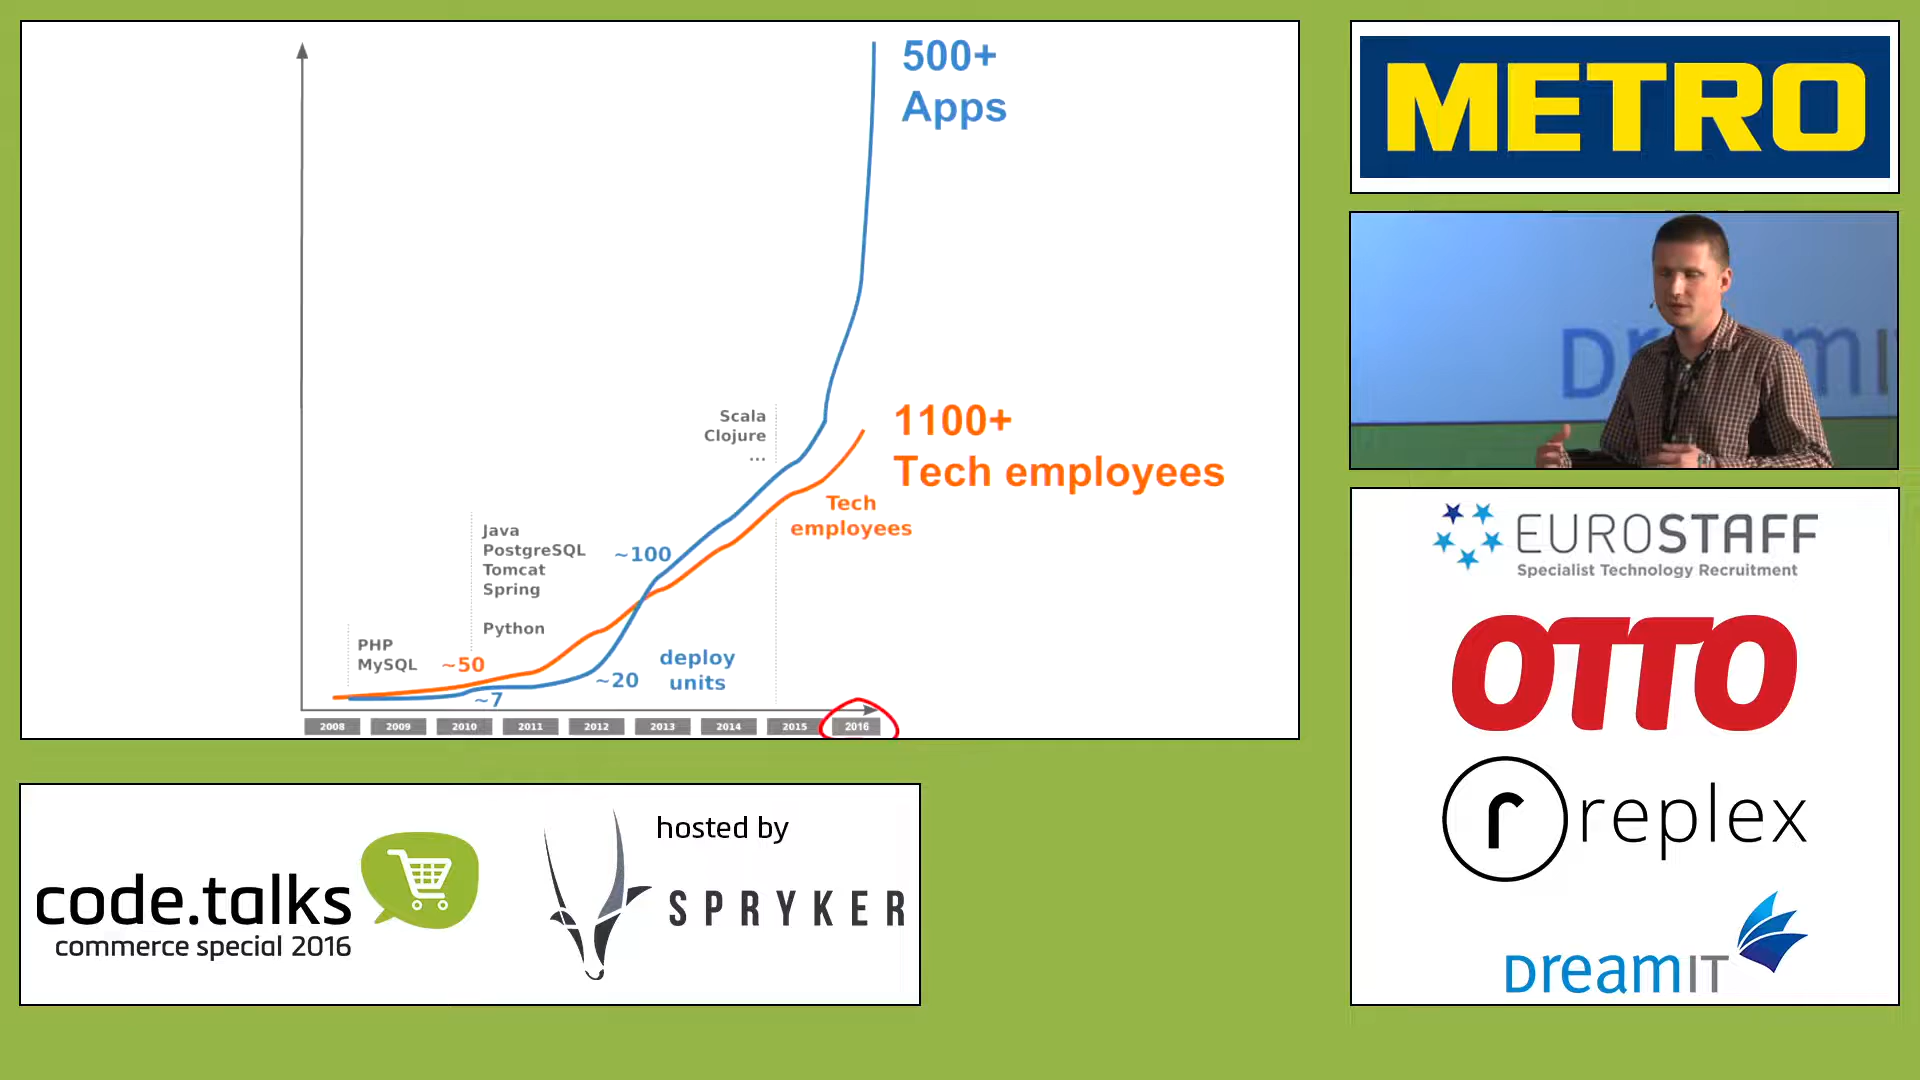 500+
Apps
1100+
Tech employees
Scala
Clojure
...
Tech
employees
Java
PostgreSQL
Tomcat
Spring
Python
~100
PHP
MySQL
~50
~7
~20
deploy
units
2008 2009 2010 2011 2012 2013 2014 2015 2016
METRO
EUROSTAFF
Specialist Technology Recruitment
OTTO
r replex
DreamIT
code.talks
commerce special 2016
hosted by
SPRYKER